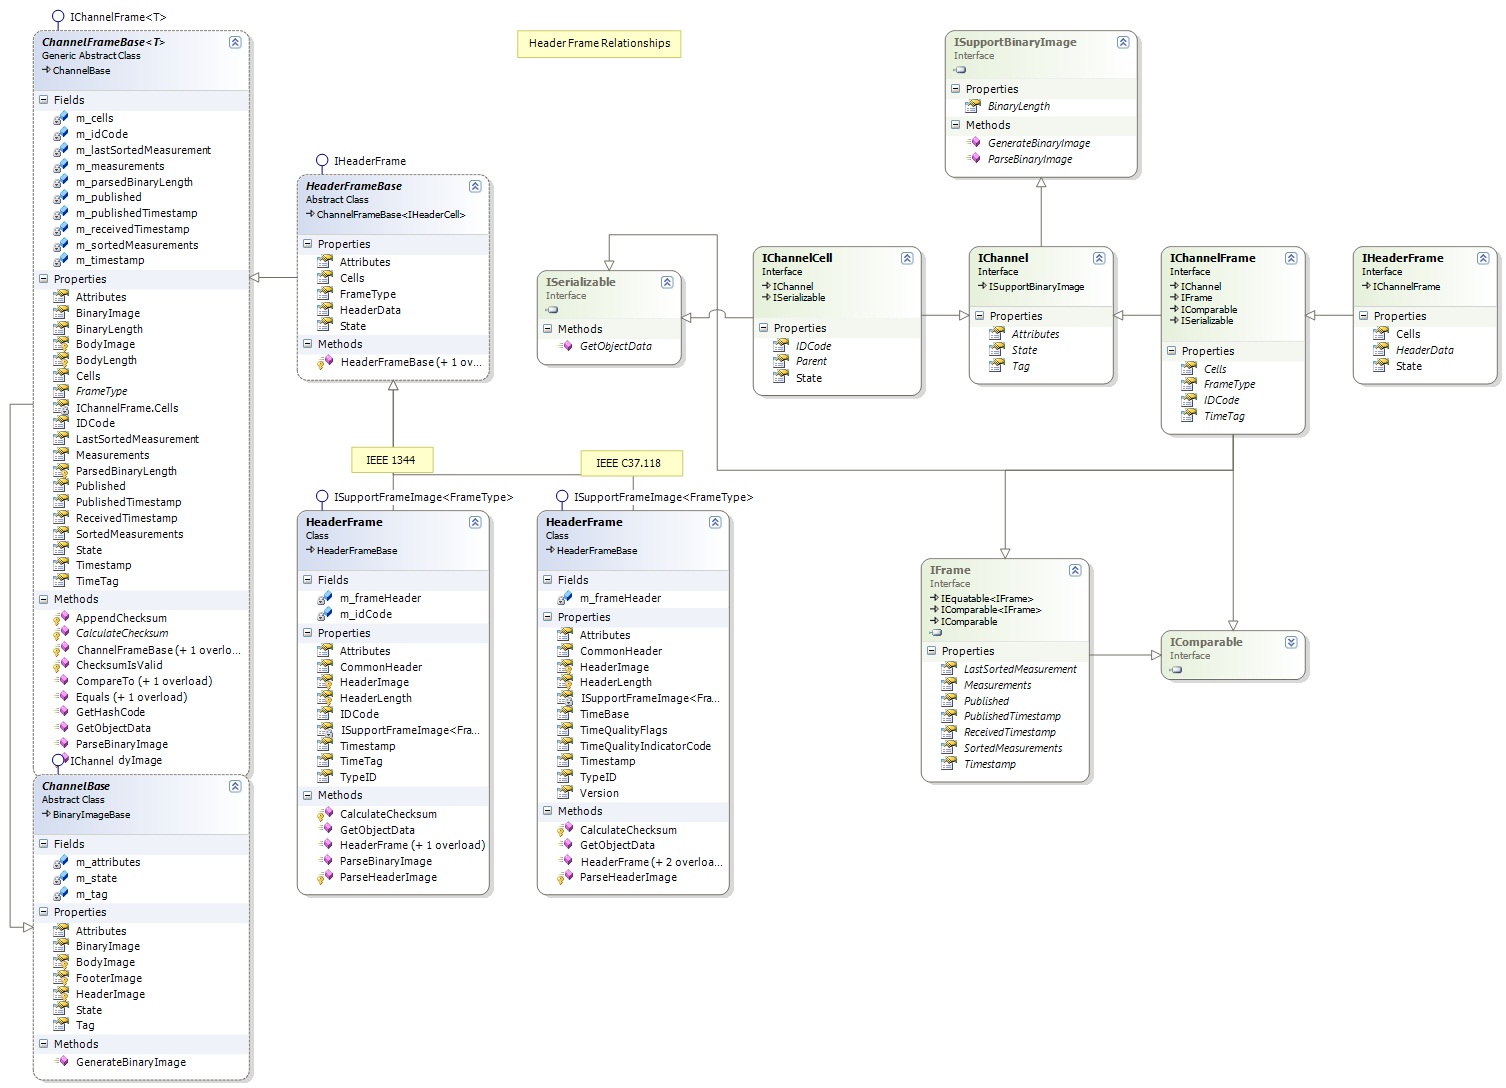 IChannelFrame<T>
ChannelFrameBase<T>
Generic Abstract Class
ChannelBase
Fields
m_cells
m_idCode
m_lastSortedMeasurement
m_measurements
m_parsedBinaryLength
m_published
m_publishedTimestamp
m_receivedTimestamp
m_sortedMeasurements
m_timestamp
Properties
Attributes
BinaryImage
BinaryLength
BodyImage
BodyLength
Cells
FrameType
IChannelFrame.Cells
IDCode
LastSortedMeasurement
Measurements
ParsedBinaryLength
Published
PublishedTimestamp
ReceivedTimestamp
SortedMeasurements
State
Timestamp
TimeTag
Methods
AppendChecksum
CalculateChecksum
ChannelFrameBase (+ 1 overlo...
ChecksumIsValid
CompareTo (+ 1 overload)
Equals (+ 1 overload)
GetHashCode
GetObjectData
ParseBinaryImage
IChannel dyImage
ChannelBase
Abstract Class
BinaryImageBase
Fields
m_attributes
m_state
m_tag
Properties
Attributes
BinaryImage
BodyImage
FooterImage
HeaderImage
State
Tag
Methods
GenerateBinaryImage
Header Frame Relationships
IHeaderFrame
HeaderFrameBase
Abstract Class
ChannelFrameBase<IHeaderCell>
Properties
Attributes
Cells
FrameType
HeaderData
State
Methods
HeaderFrameBase (+ 1 ov...
IEEE 1344
IEEE C37.118
ISupportFrameImage<FrameType>
HeaderFrame
Class
HeaderFrameBase
Fields
m_frameHeader
m_idCode
Properties
Attributes
CommonHeader
HeaderImage
HeaderLength
IDCode
ISupportFrameImage<Fra...
Timestamp
TimeTag
TypeID
Methods
CalculateChecksum
GetObjectData
HeaderFrame (+ 1 overload)
ParseBinaryImage
ParseHeaderImage
ISupportFrameImage<FrameType>
HeaderFrame
Class
HeaderFrameBase
Fields
m_frameHeader
Properties
Attributes
CommonHeader
HeaderImage
HeaderLength
ISupportFrameImage<Fra...
TimeBase
TimeQualityFlags
TimeQualityIndicatorCode
Timestamp
TypeID
Version
Methods
CalculateChecksum
GetObjectData
HeaderFrame (+ 2 overloa...
ParseHeaderImage
ISupportBinaryImage
Interface
Properties
BinaryLength
Methods
GenerateBinaryImage
ParseBinaryImage
ISerializable
Interface
Methods
GetObjectData
IChannelCell
Interface
IChannel
ISerializable
Properties
IDCode
Parent
State
IChannel
Interface
ISupportBinaryImage
Properties
Attributes
State
Tag
IChannelFrame
Interface
IChannel
IFrame
IComparable
ISerializable
Properties
Cells
FrameType
IDCode
TimeTag
IHeaderFrame
Interface
IChannelFrame
Properties
Cells
HeaderData
State
IFrame
Interface
IEquatable<IFrame>
IComparable<IFrame>
IComparable
Properties
LastSortedMeasurement
Measurements
Published
PublishedTimestamp
ReceivedTimestamp
SortedMeasurements
Timestamp
IComparable
Interface